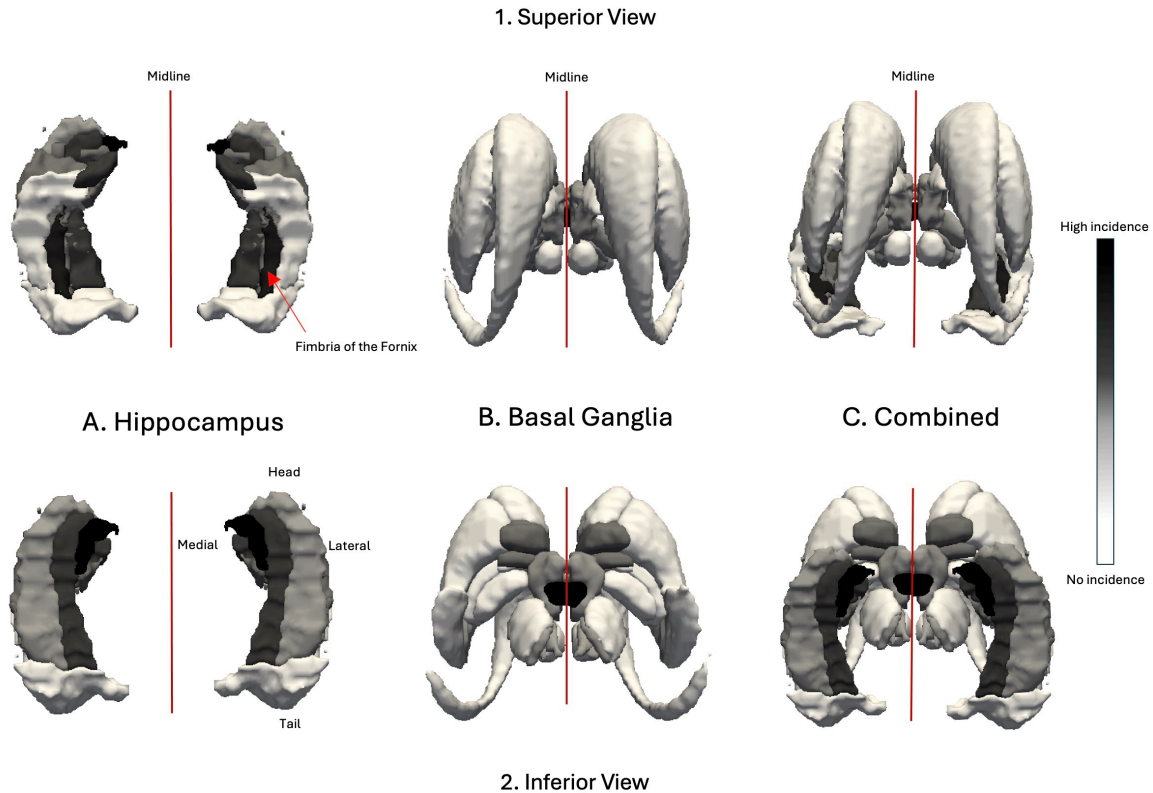 1. Superior View
Midline
Midline
Midline
High incidence
Fimbria of the Fornix
A. Hippocampus
B. Basal Ganglia
C. Combined
Head
Medial
Lateral
No incidence
Tail
2. Inferior View